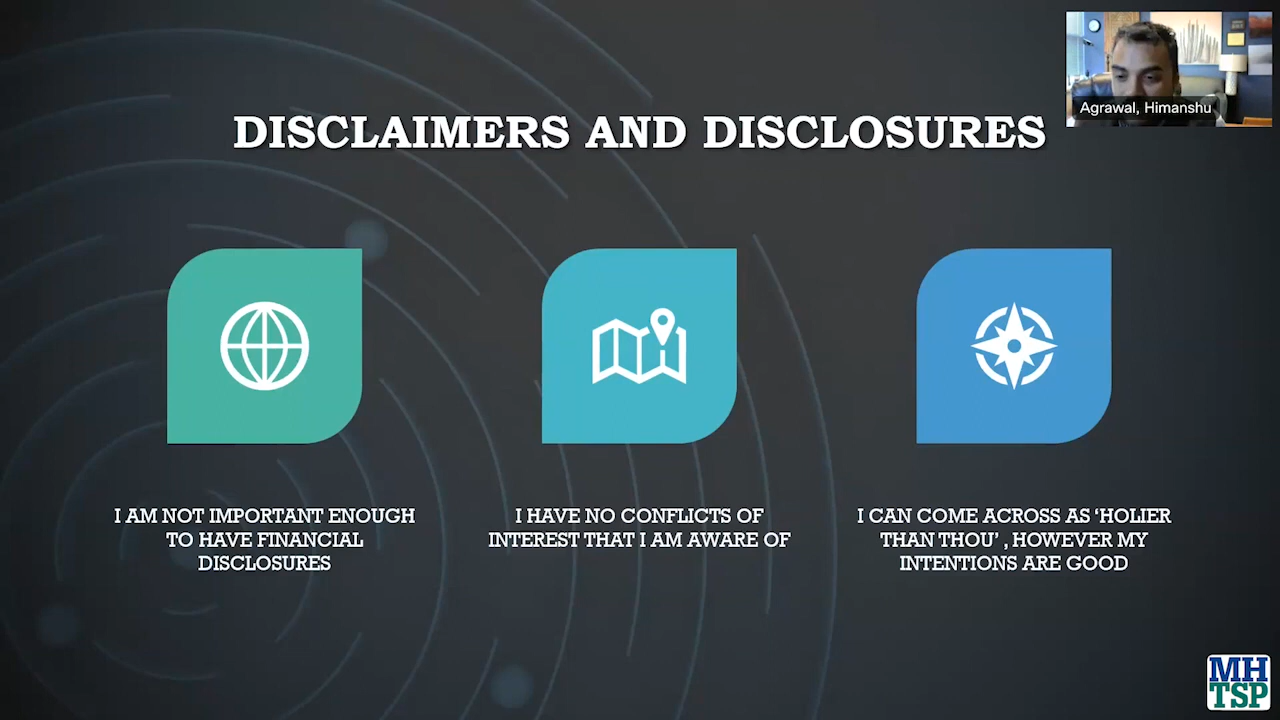 Agrawal, Himanshu
DISCLAIMERS AND DISCLOSURES
I AM NOT IMPORTANT ENOUGH
TO HAVE FINANCIAL
DISCLOSURES
I HAVE NO CONFLICTS OF
INTEREST THAT I AM AWARE OF
I CAN COME ACROSS AS ‘HOLIER
THAN THOU’ , HOWEVER MY
INTENTIONS ARE GOOD
MH
TSP